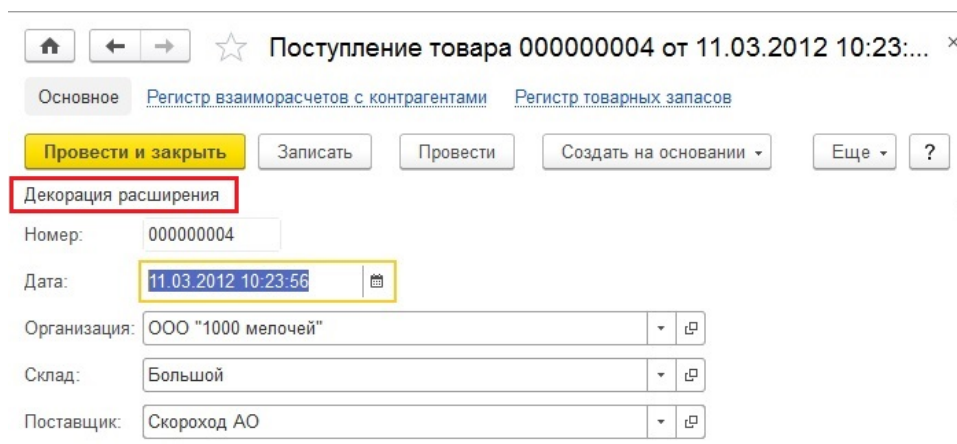 Поступление товара 000000004 от 11.03.2012 10:23:... ×
Основное Регистр взаиморасчетов с контрагентами Регистр товарных запасов
Провести и закрыть Записать Провести Создать на основании Еще ?
Декорация расширения
Номер: 000000004
Дата: 11.03.2012 10:23:56
Организация: ООО "1000 мелочей"
Склад: Большой
Поставщик: Скороход АО